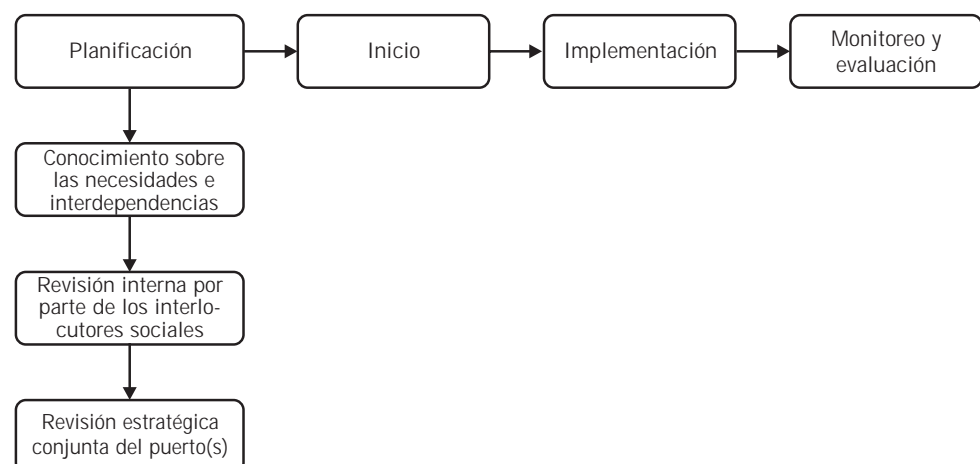 Planificación
Inicio
Implementación
Monitoreo y
evaluación
Conocimiento sobre
las necesidades e
interdependencias
Revisión interna por
parte de los interlo-
cutores sociales
Revisión estratégica
conjunta del puerto(s)